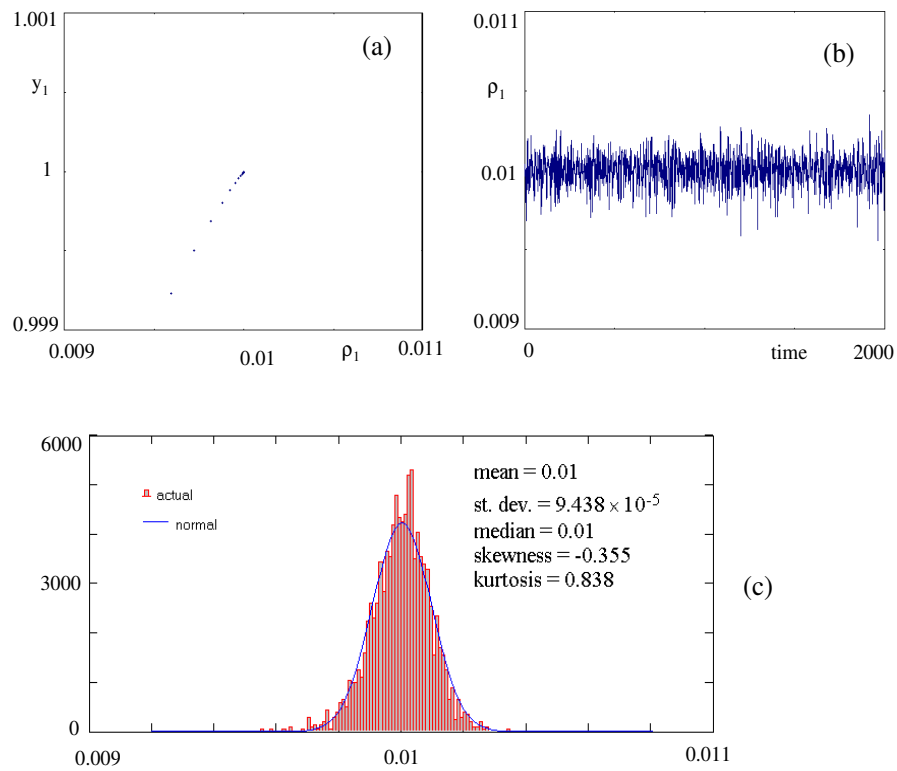 1.001
(a)
y₁
1
0.999
0.009
0.01
ρ₁
0.011
0.011
(b)
ρ₁
0.01
0.009
0
time
2000
6000
actual
normal
mean = 0.01
st. dev. = 9.438 × 10⁻⁵
median = 0.01
skewness = -0.355
kurtosis = 0.838
3000
(c)
0
0.009
0.01
0.011